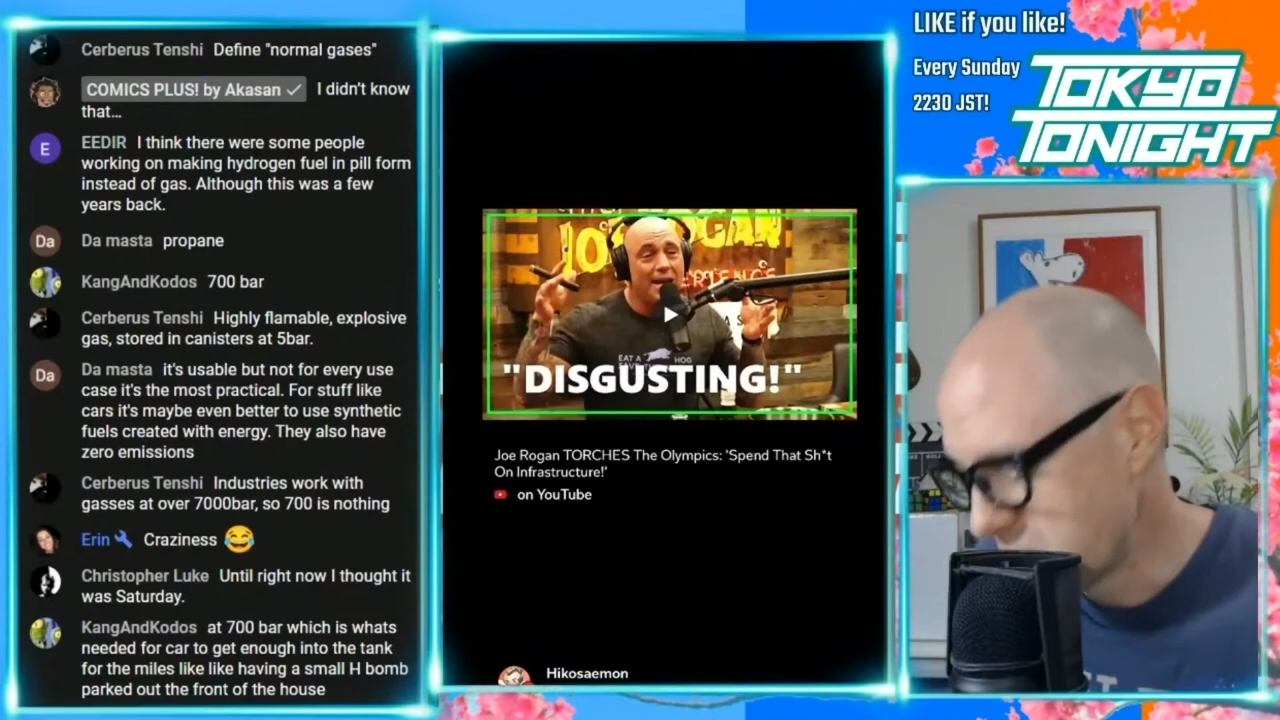 Cerberus Tenshi Define "normal gases"
COMICS PLUS! by Akasan I didn't know
that...
E
EEDIR I think there were some people
working on making hydrogen fuel in pill form
instead of gas. Although this was a few
years back.
Da
Da masta propane
KangAndKodos 700 bar
Cerberus Tenshi Highly flamable, explosive
gas, stored in canisters at 5bar.
Da
Da masta it's usable but not for every use
case it's the most practical. For stuff like
cars it's maybe even better to use synthetic
fuels created with energy. They also have
zero emissions
Cerberus Tenshi Industries work with
gasses at over 7000bar, so 700 is nothing
Erin Craziness
Christopher Luke Until right now I thought it
was Saturday.
KangAndKodos at 700 bar which is whats
needed for car to get enough into the tank
for the miles like like having a small H bomb
parked out the front of the house
EAT A
HOG
"DISGUSTING!"
Joe Rogan TORCHES The Olympics: 'Spend That Sh*t
On Infrastructure!'
on YouTube
Hikosaemon
LIKE if you like!
Every Sunday
2230 JST!
TOKYO
TONIGHT